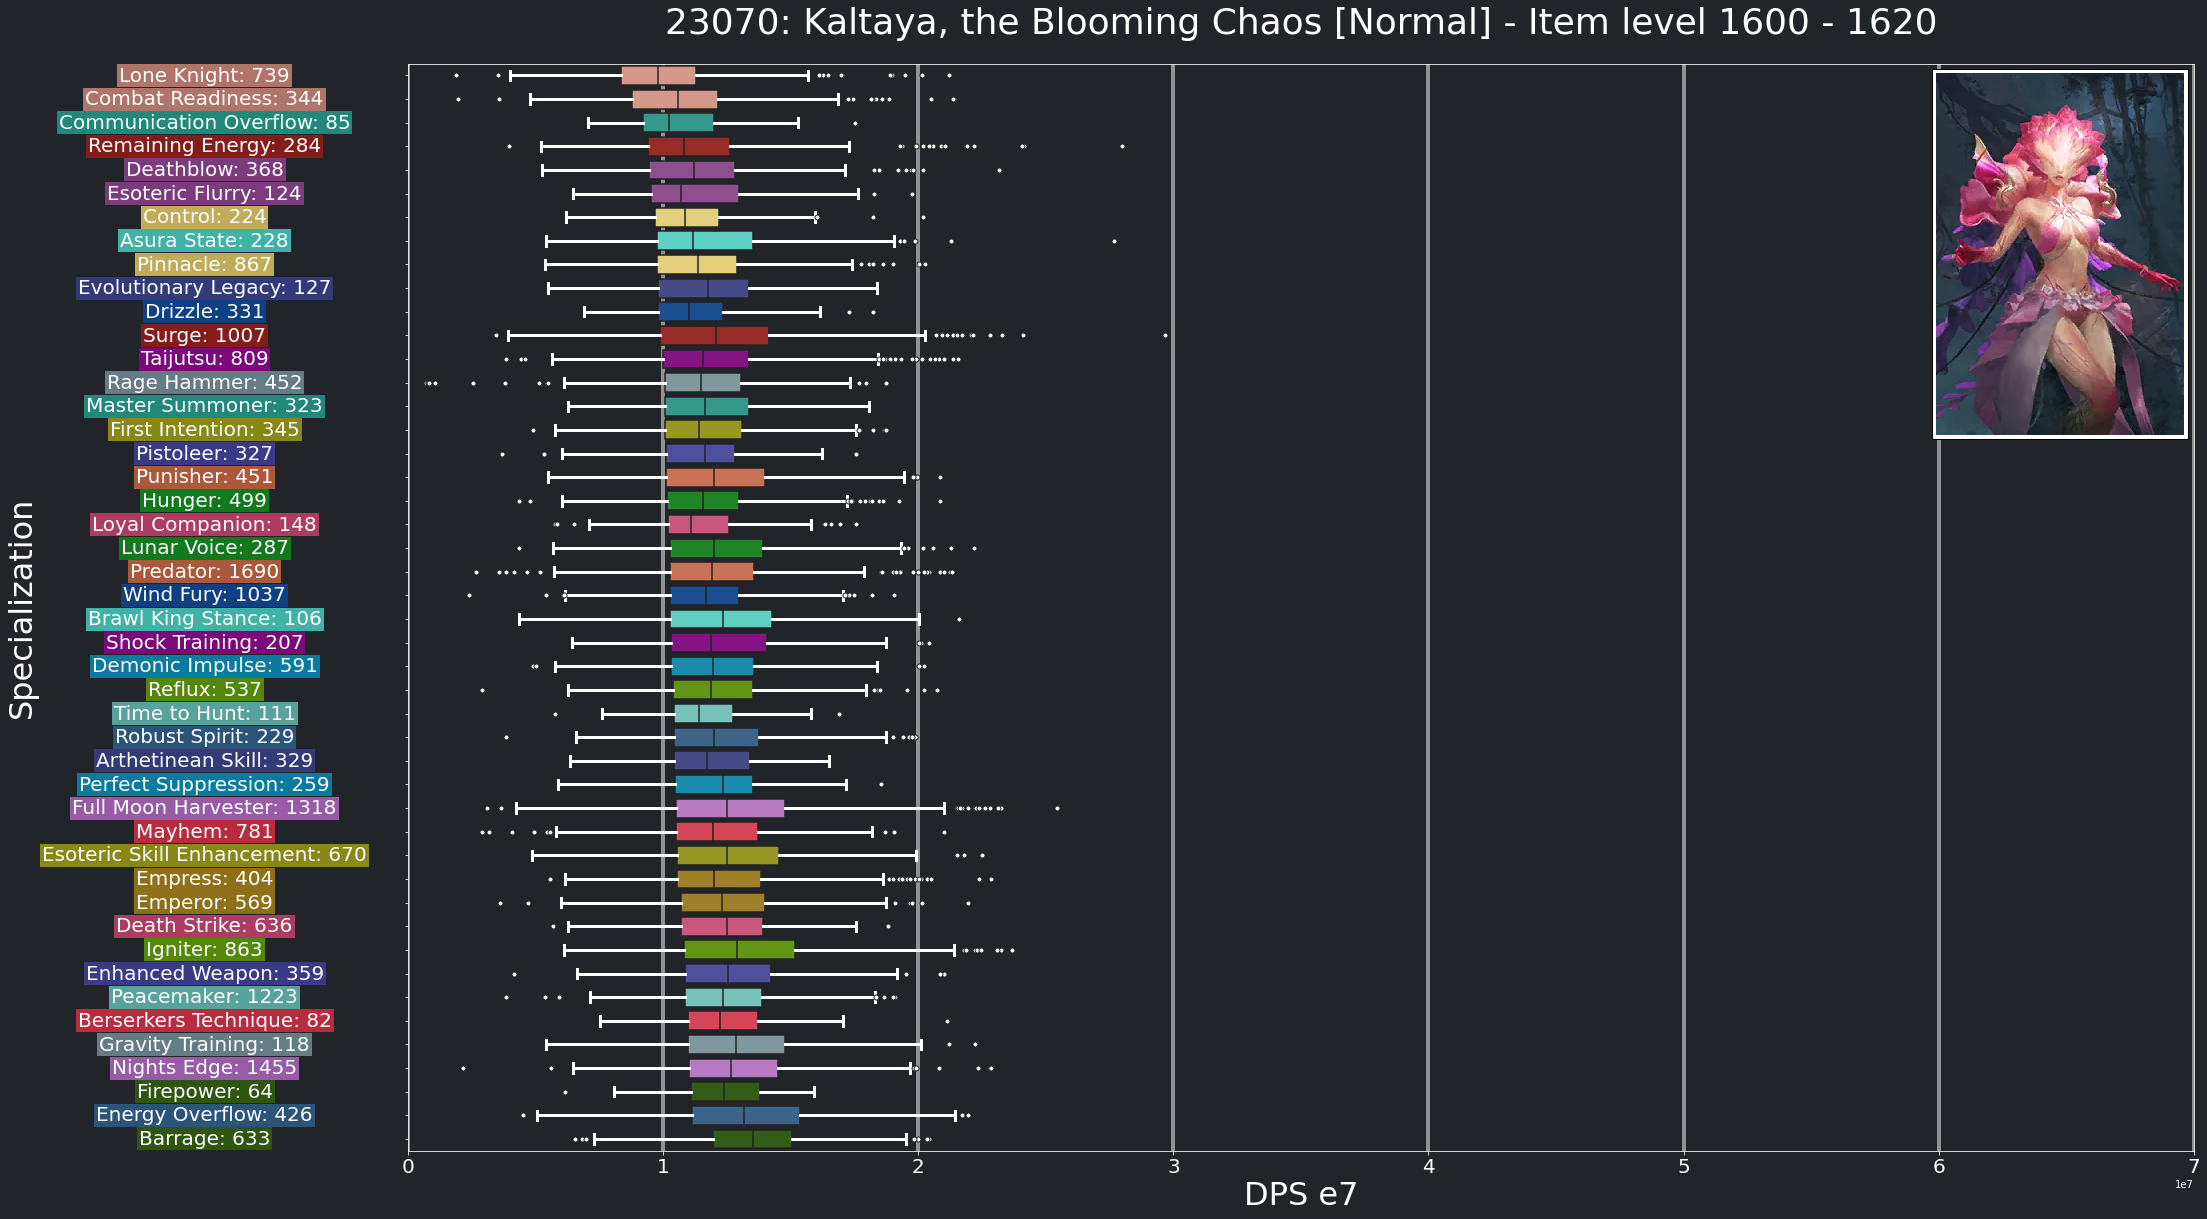 23070: Kaltaya, the Blooming Chaos [Normal] - Item level 1600 - 1620
Specialization
Lone Knight: 739
Combat Readiness: 344
Communication Overflow: 85
Remaining Energy: 284
Deathblow: 368
Esoteric Flurry: 124
Control: 224
Asura State: 228
Pinnacle: 867
Evolutionary Legacy: 127
Drizzle: 331
Surge: 1007
Taijutsu: 809
Rage Hammer: 452
Master Summoner: 323
First Intention: 345
Pistoleer: 327
Punisher: 451
Hunger: 499
Loyal Companion: 148
Lunar Voice: 287
Predator: 1690
Wind Fury: 1037
Brawl King Stance: 106
Shock Training: 207
Demonic Impulse: 591
Reflux: 537
Time to Hunt: 111
Robust Spirit: 229
Arthetinean Skill: 329
Perfect Suppression: 259
Full Moon Harvester: 1318
Mayhem: 781
Esoteric Skill Enhancement: 670
Empress: 404
Emperor: 569
Death Strike: 636
Igniter: 863
Enhanced Weapon: 359
Peacemaker: 1223
Berserkers Technique: 82
Gravity Training: 118
Nights Edge: 1455
Firepower: 64
Energy Overflow: 426
Barrage: 633
0 1 2 3 4 5 6 7
1e7
DPS e7